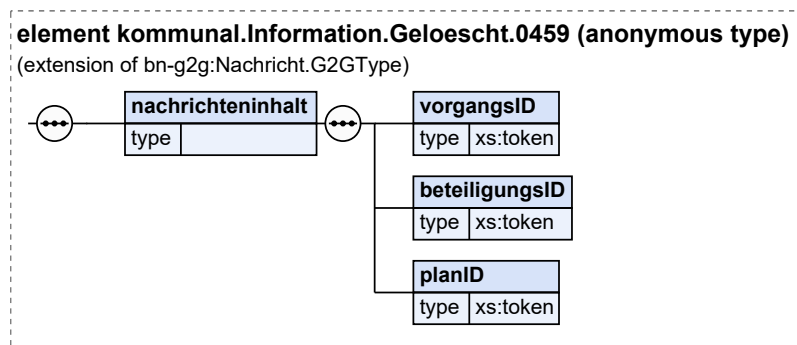 element kommunal.Information.Geloescht.0459 (anonymous type)
(extension of bn-g2g:Nachricht.G2GType)
nachrichteninhalt
type
vorgangsID
type xs:token
beteiligungsID
type xs:token
planID
type xs:token